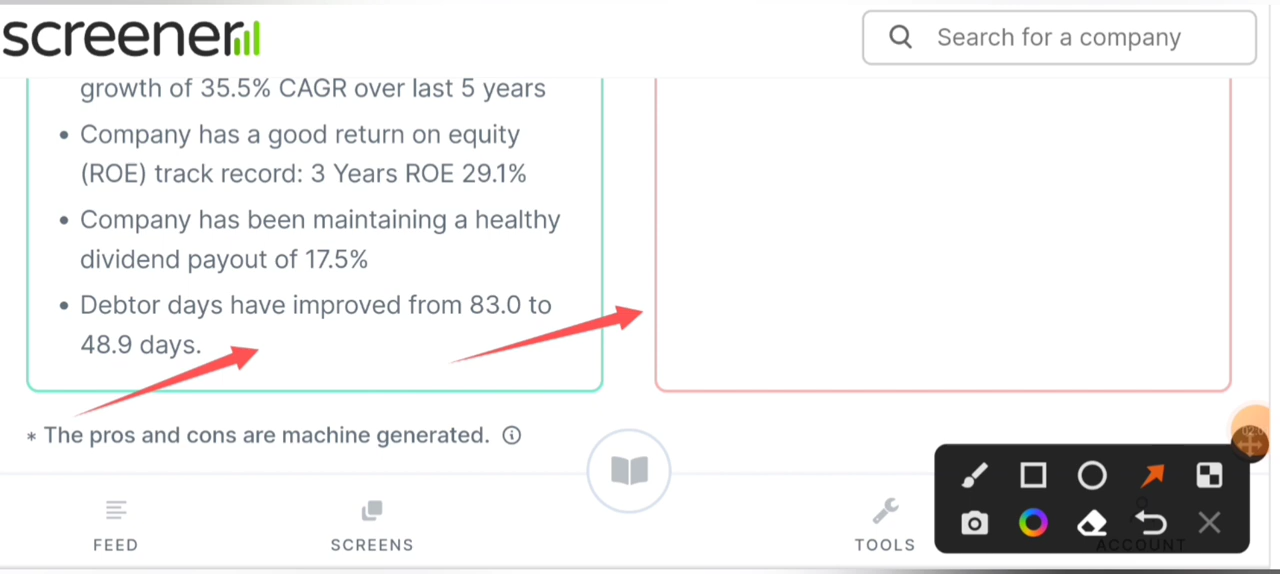 screener
Search for a company
growth of 35.5% CAGR over last 5 years
• Company has a good return on equity
(ROE) track record: 3 Years ROE 29.1%
• Company has been maintaining a healthy
dividend payout of 17.5%
• Debtor days have improved from 83.0 to
48.9 days.
* The pros and cons are machine generated.
FEED
SCREENS
TOOLS
ACCOUNT